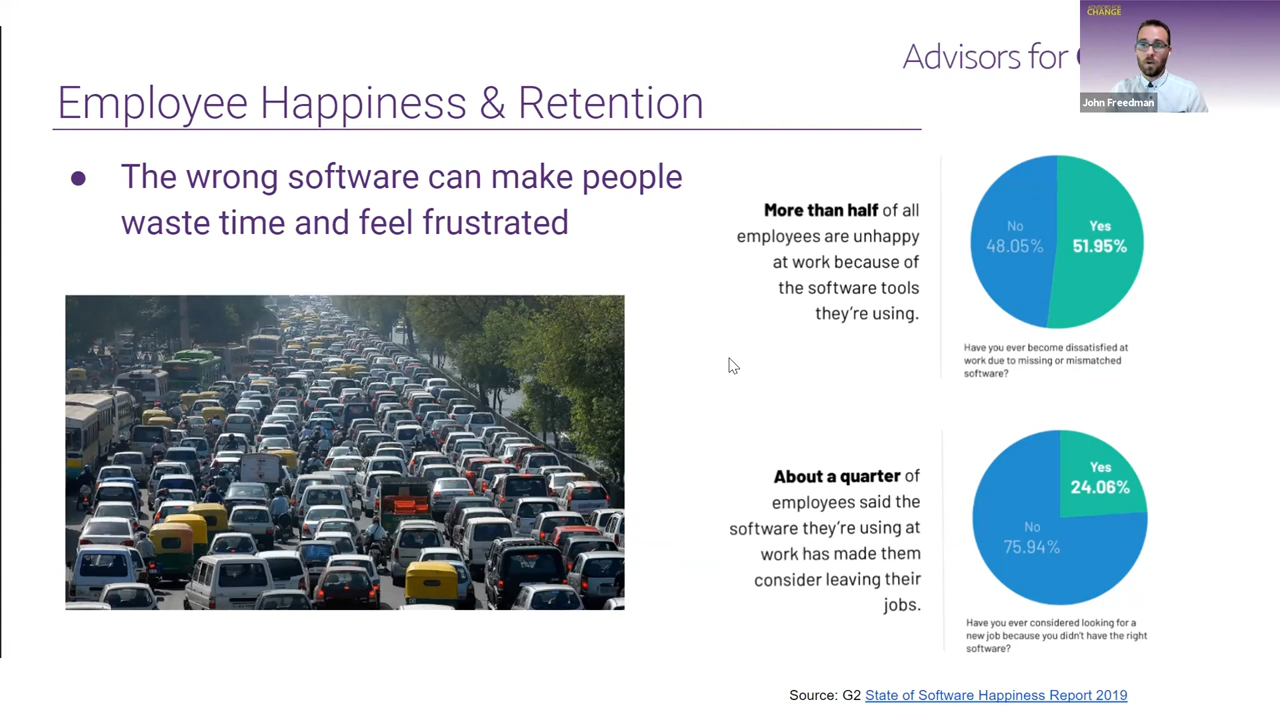 ADVISORS FOR
CHANGE
John Freedman
Advisors for
Employee Happiness & Retention
● The wrong software can make people
waste time and feel frustrated
More than half of all
employees are unhappy
at work because of
the software tools
they're using.
No
48.05%
Yes
51.95%
Have you ever become dissatisfied at
work due to missing or mismatched
software?
About a quarter of
employees said the
software they're using at
work has made them
consider leaving their
jobs.
Yes
24.06%
No
75.94%
Have you ever considered looking for a
new job because you didn't have the right
software?
Source: G2 State of Software Happiness Report 2019